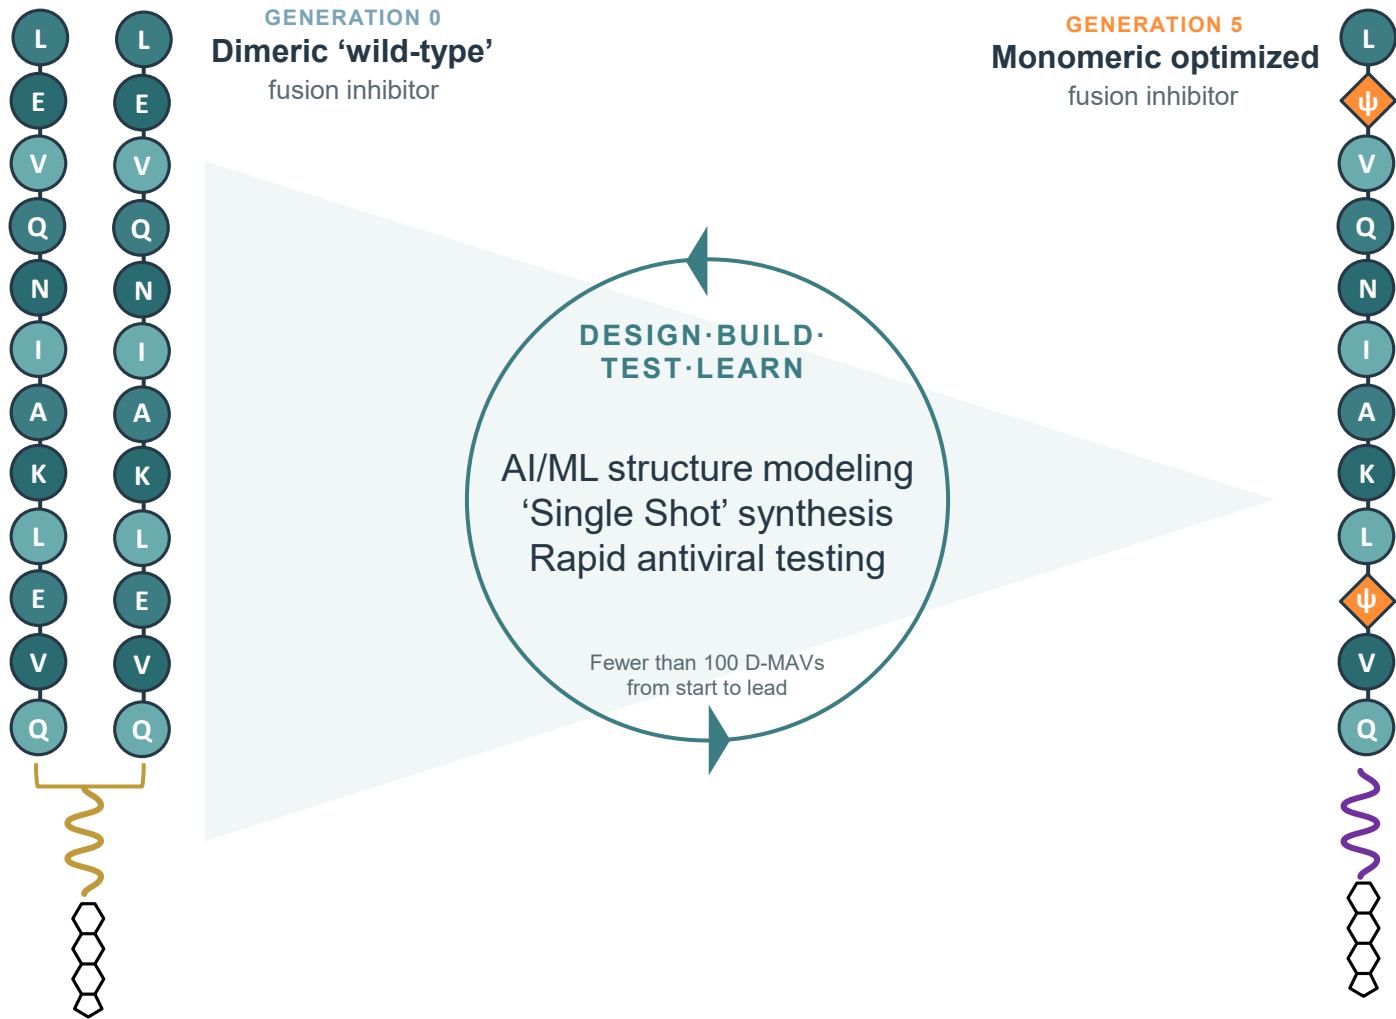 GENERATION 0
Dimeric ‘wild-type’
fusion inhibitor
GENERATION 5
Monomeric optimized
fusion inhibitor
L
E
V
Q
N
I
A
K
L
E
V
Q
L
E
V
Q
N
I
A
K
L
E
V
Q
DESIGN·BUILD·
TEST·LEARN
AI/ML structure modeling
‘Single Shot’ synthesis
Rapid antiviral testing
Fewer than 100 D-MAVs
from start to lead
L
ψ
V
Q
N
I
A
K
L
ψ
V
Q